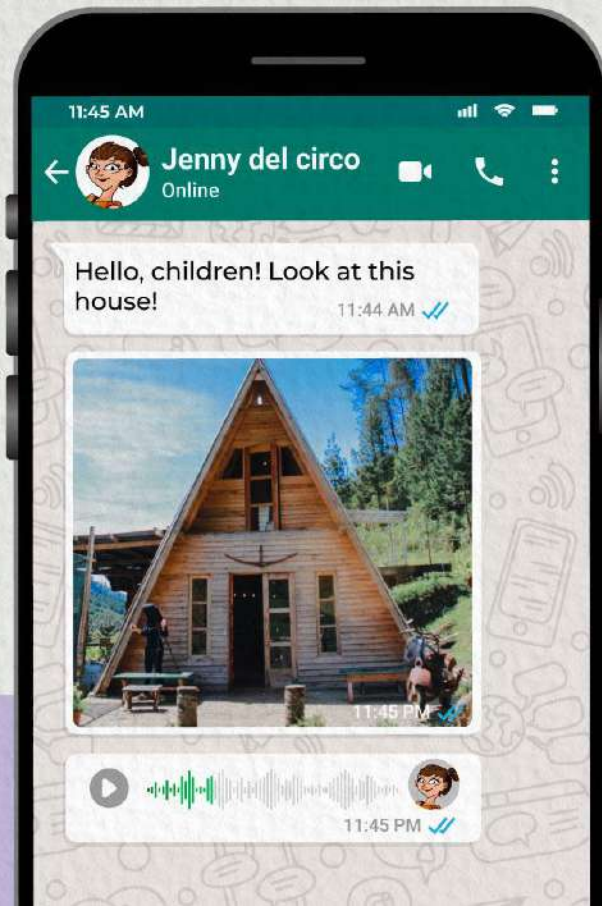 11:45 AM
Jenny del circo
Online
Hello, children! Look at this
house!
11:44 AM
11:45 PM
11:45 PM